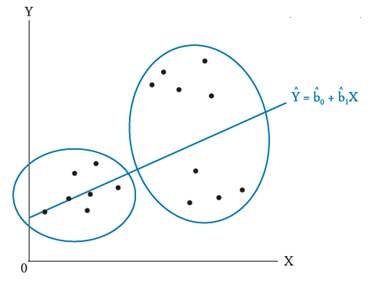 Y
Ŷ = b̂₀ + b̂₁X
X
0